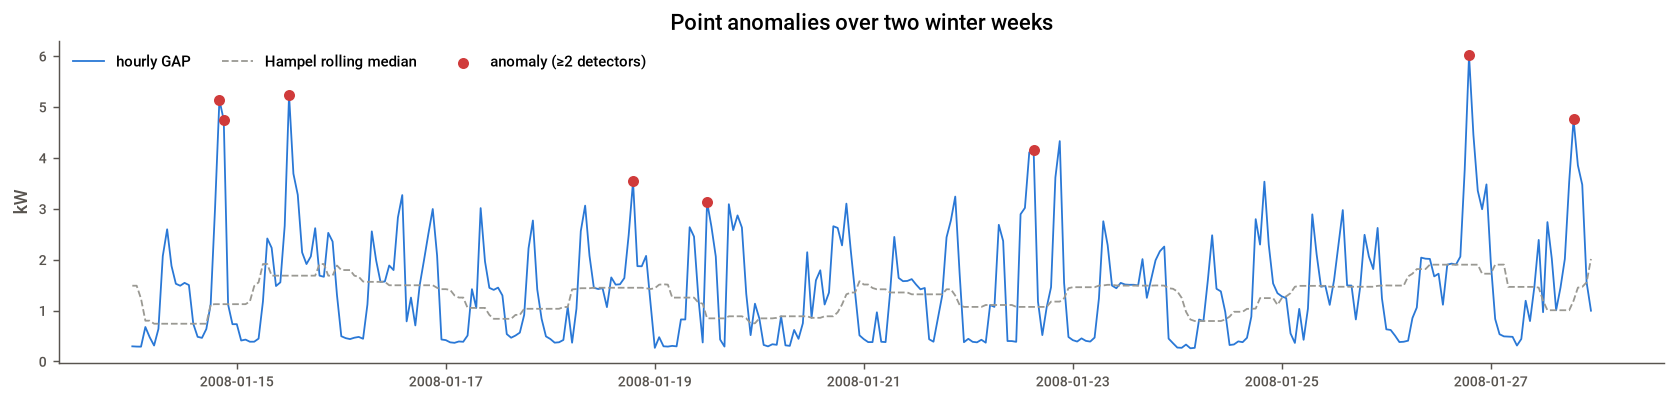 Point anomalies over two winter weeks
hourly GAP
Hampel rolling median
anomaly (≥2 detectors)
kW
6
5
4
3
2
1
0
2008-01-15
2008-01-17
2008-01-19
2008-01-21
2008-01-23
2008-01-25
2008-01-27